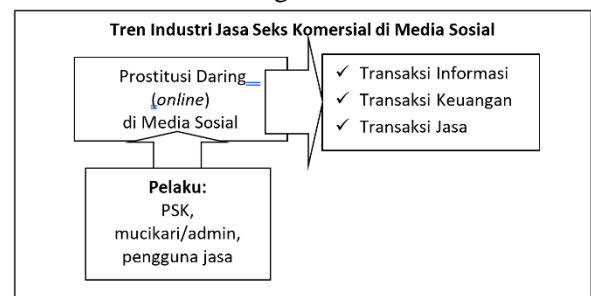 Tren Industri Jasa Seks Komersial di Media Sosial
Prostitusi Daring
(online)
di Media Sosial
✓ Transaksi Informasi
✓ Transaksi Keuangan
✓ Transaksi Jasa
Pelaku:
PSK,
mucikari/admin,
pengguna jasa